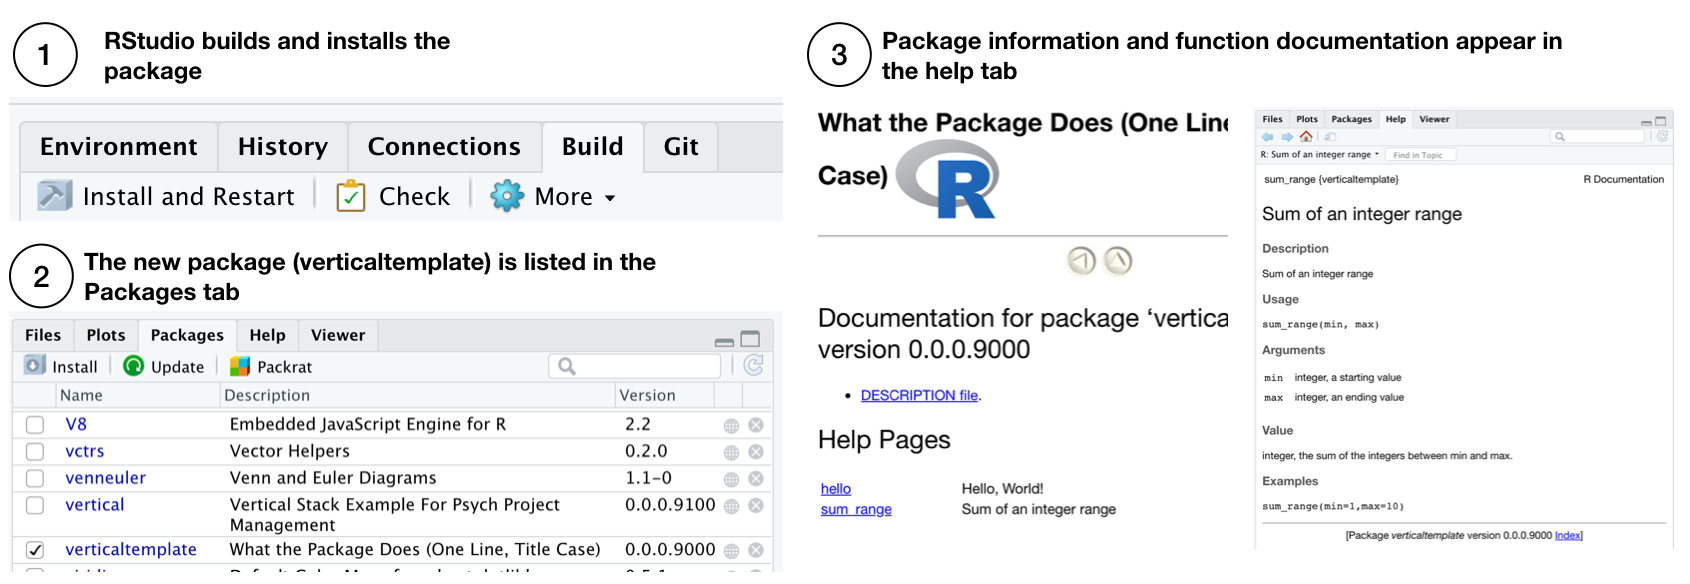 1
RStudio builds and installs the
package
Environment History Connections Build Git
Install and Restart Check More
2
The new package (verticaltemplate) is listed in the
Packages tab
Files Plots Packages Help Viewer
Install Update Packrat
Name Description Version
V8 Embedded JavaScript Engine for R 2.2
vctrs Vector Helpers 0.2.0
venneuler Venn and Euler Diagrams 1.1-0
vertical Vertical Stack Example For Psych Project 0.0.0.9100
Management
verticaltemplate What the Package Does (One Line, Title Case) 0.0.0.9000
3
Package information and function documentation appear in
the help tab
What the Package Does (One Line
Case) R
Documentation for package ‘vertica
version 0.0.0.9000
• DESCRIPTION file.
Help Pages
hello Hello, World!
sum_range Sum of an integer range
Files Plots Packages Help Viewer
R: Sum of an integer range Find in Topic
sum_range {verticaltemplate} R Documentation
Sum of an integer range
Description
Sum of an integer range
Usage
sum_range(min, max)
Arguments
min integer, a starting value
max integer, an ending value
Value
integer, the sum of the integers between min and max.
Examples
sum_range(min=1,max=10)
[Package verticaltemplate version 0.0.0.9000 Index]